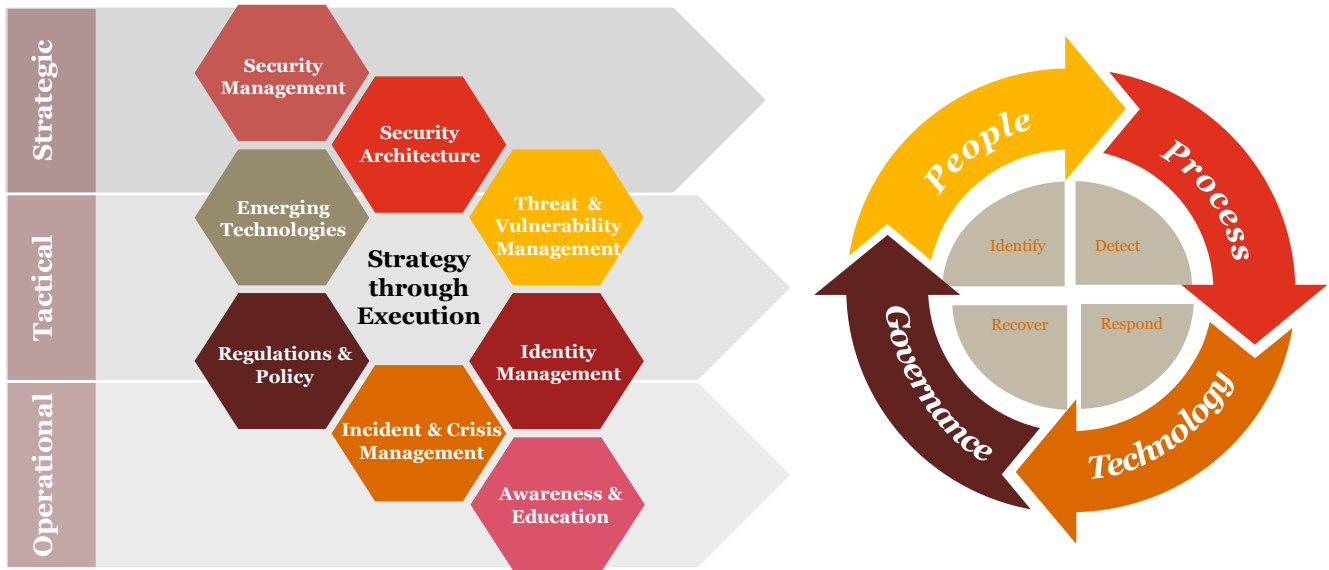 Strategic
Tactical
Operational
Security
Management
Security
Architecture
Emerging
Technologies
Threat &
Vulnerability
Management
Strategy
through
Execution
Regulations &
Policy
Identity
Management
Incident & Crisis
Management
Awareness &
Education
People
Process
Technology
Governance
Identify
Detect
Recover
Respond